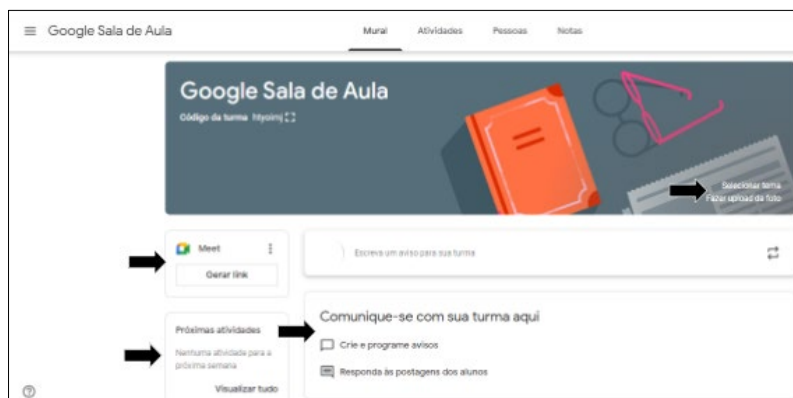 Google Sala de Aula
Mural Atividades Pessoas Notas
Google Sala de Aula
Código da turma htyoimj
Selecionar tema
Fazer upload da foto
Meet
Gerar link
Escreva um aviso para sua turma
Próximas atividades
Nenhuma atividade para a
próxima semana
Visualizar tudo
Comunique-se com sua turma aqui
Crie e programe avisos
Responda às postagens dos alunos